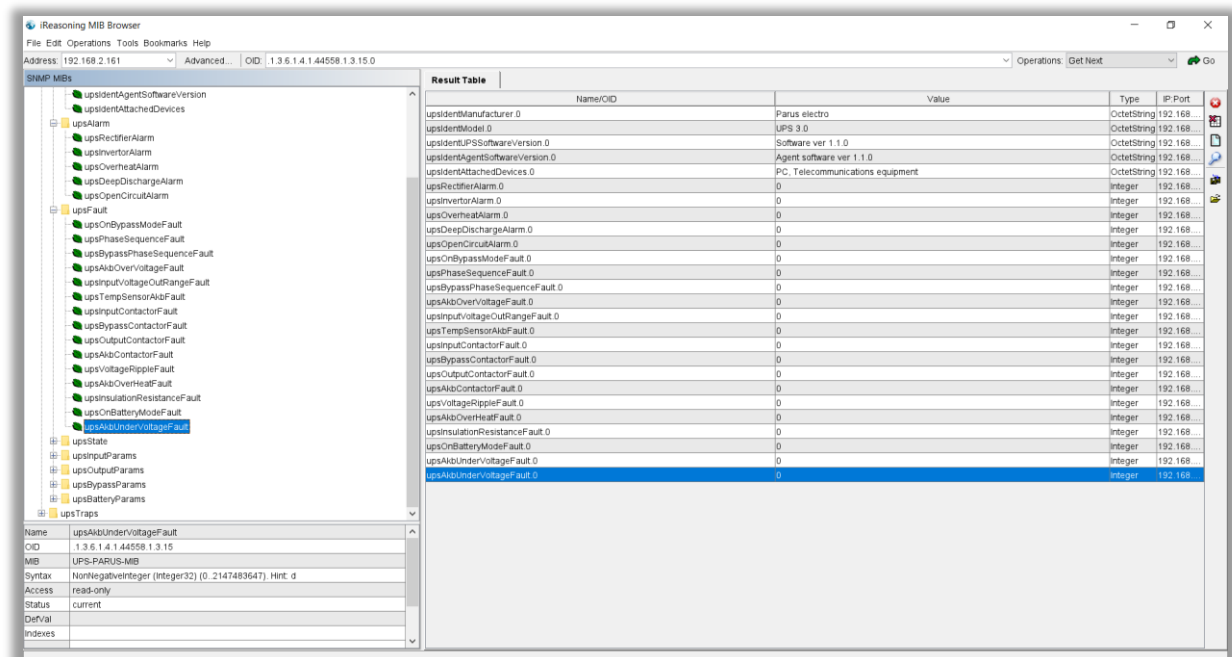 iReasoning MIB Browser
File Edit Operations Tools Bookmarks Help
Address: 192.168.2.161 Advanced... OID: .1.3.6.1.4.1.44558.1.3.15.0 Operations: Get Next Go
SNMP MIBs
upsIdentAgentSoftwareVersion
upsIdentAttachedDevices
upsAlarm
upsRectifierAlarm
upsInvertorAlarm
upsOverheatAlarm
upsDeepDischargeAlarm
upsOpenCircuitAlarm
upsFault
upsOnBypassModeFault
upsPhaseSequenceFault
upsBypassPhaseSequenceFault
upsAkbOverVoltageFault
upsInputVoltageOutRangeFault
upsTempSensorAkbFault
upsInputContactorFault
upsBypassContactorFault
upsOutputContactorFault
upsAkbContactorFault
upsVoltageRippleFault
upsAkbOverHeatFault
upsInsulationResistanceFault
upsOnBatteryModeFault
upsAkbUnderVoltageFault
upsState
upsInputParams
upsOutputParams
upsBypassParams
upsBatteryParams
upsTraps
Name upsAkbUnderVoltageFault
OID .1.3.6.1.4.1.44558.1.3.15
MIB UPS-PARUS-MIB
Syntax NonNegativeInteger (Integer32) (0..2147483647). Hint: d
Access read-only
Status current
DefVal
Indexes
Result Table
Name/OID Value Type IP:Port
upsIdentManufacturer.0 Parus electro OctetString 192.168....
upsIdentModel.0 UPS 3.0 OctetString 192.168....
upsIdentUPSSoftwareVersion.0 Software ver 1.1.0 OctetString 192.168....
upsIdentAgentSoftwareVersion.0 Agent software ver 1.1.0 OctetString 192.168....
upsIdentAttachedDevices.0 PC, Telecommunications equipment OctetString 192.168....
upsRectifierAlarm.0 0 Integer 192.168....
upsInvertorAlarm.0 0 Integer 192.168....
upsOverheatAlarm.0 0 Integer 192.168....
upsDeepDischargeAlarm.0 0 Integer 192.168....
upsOpenCircuitAlarm.0 0 Integer 192.168....
upsOnBypassModeFault.0 0 Integer 192.168....
upsPhaseSequenceFault.0 0 Integer 192.168....
upsBypassPhaseSequenceFault.0 0 Integer 192.168....
upsAkbOverVoltageFault.0 0 Integer 192.168....
upsInputVoltageOutRangeFault.0 0 Integer 192.168....
upsTempSensorAkbFault.0 0 Integer 192.168....
upsInputContactorFault.0 0 Integer 192.168....
upsBypassContactorFault.0 0 Integer 192.168....
upsOutputContactorFault.0 0 Integer 192.168....
upsAkbContactorFault.0 0 Integer 192.168....
upsVoltageRippleFault.0 0 Integer 192.168....
upsAkbOverHeatFault.0 0 Integer 192.168....
upsInsulationResistanceFault.0 0 Integer 192.168....
upsOnBatteryModeFault.0 0 Integer 192.168....
upsAkbUnderVoltageFault.0 0 Integer 192.168....
upsAkbUnderVoltageFault.0 0 Integer 192.168....